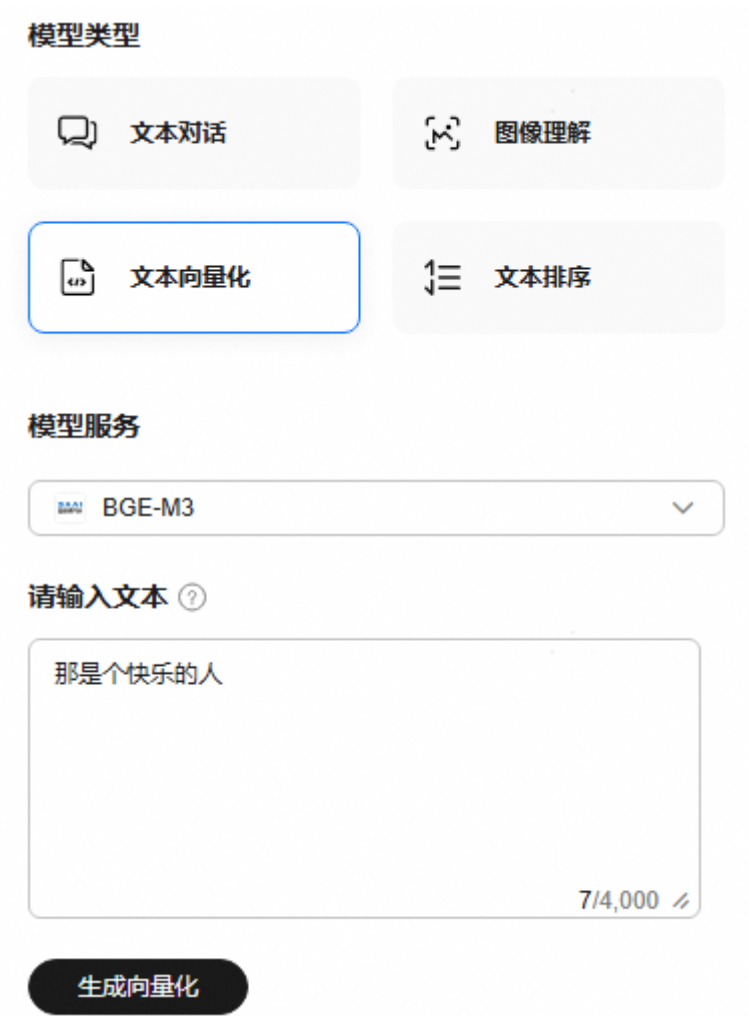 模型类型
文本对话
图像理解
文本向量化
文本排序
模型服务
BAAI
BGE-M3
请输入文本 ?
那是个快乐的人
7/4,000
生成向量化